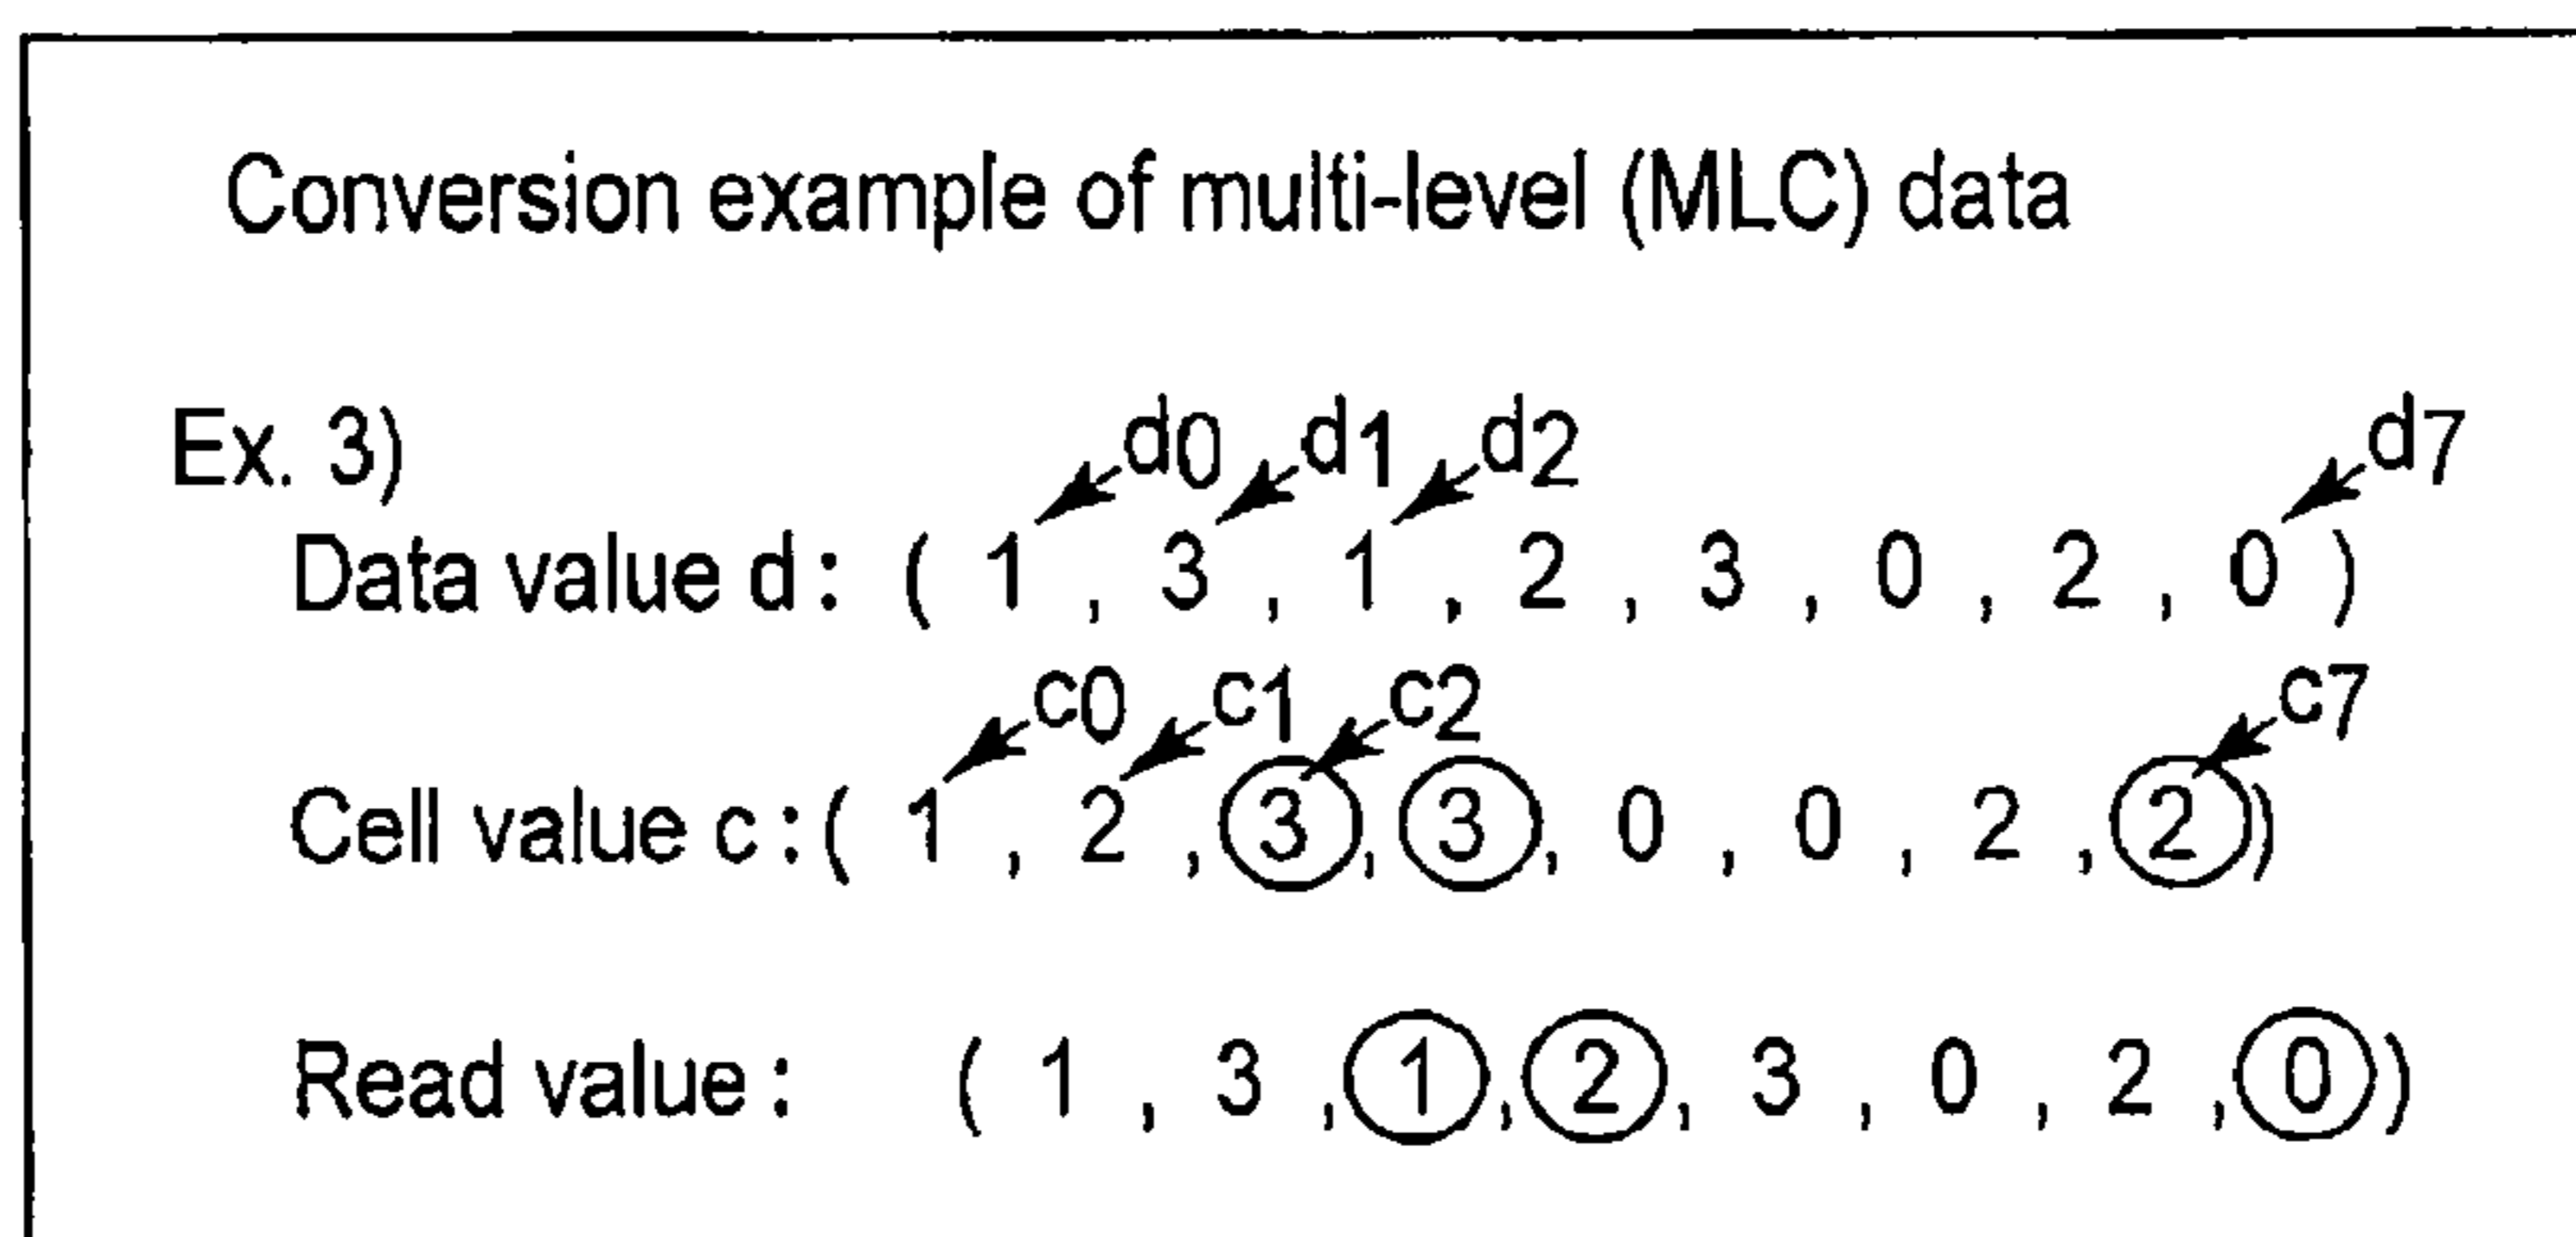 Conversion example of multi-level (MLC) data
Ex. 3)
d0 d1 d2 d7
Data value d : ( 1 , 3 , 1 , 2 , 3 , 0 , 2 , 0 )
c0 c1 c2 c7
Cell value c : ( 1 , 2 , 3 , 3 , 0 , 0 , 2 , 2 )
Read value : ( 1 , 3 , 1 , 2 , 3 , 0 , 2 , 0 )